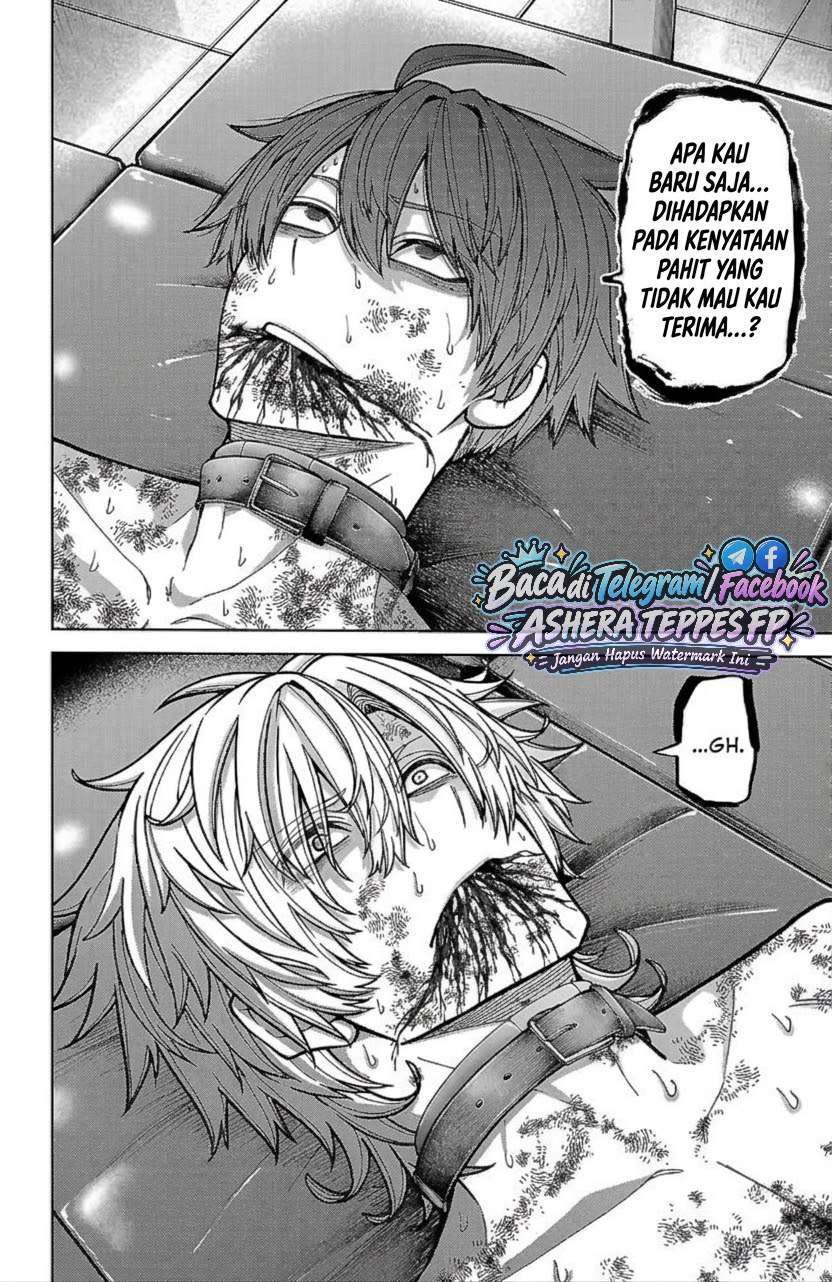 APA KAU
BARU SAJA...
DIHADAPKAN
PADA KENYATAAN
PAHIT YANG
TIDAK MAU KAU
TERIMA...?
Baca di Telegram/Facebook
ASHERA TEPPES FP
Jangan Hapus Watermark Ini
...GH.